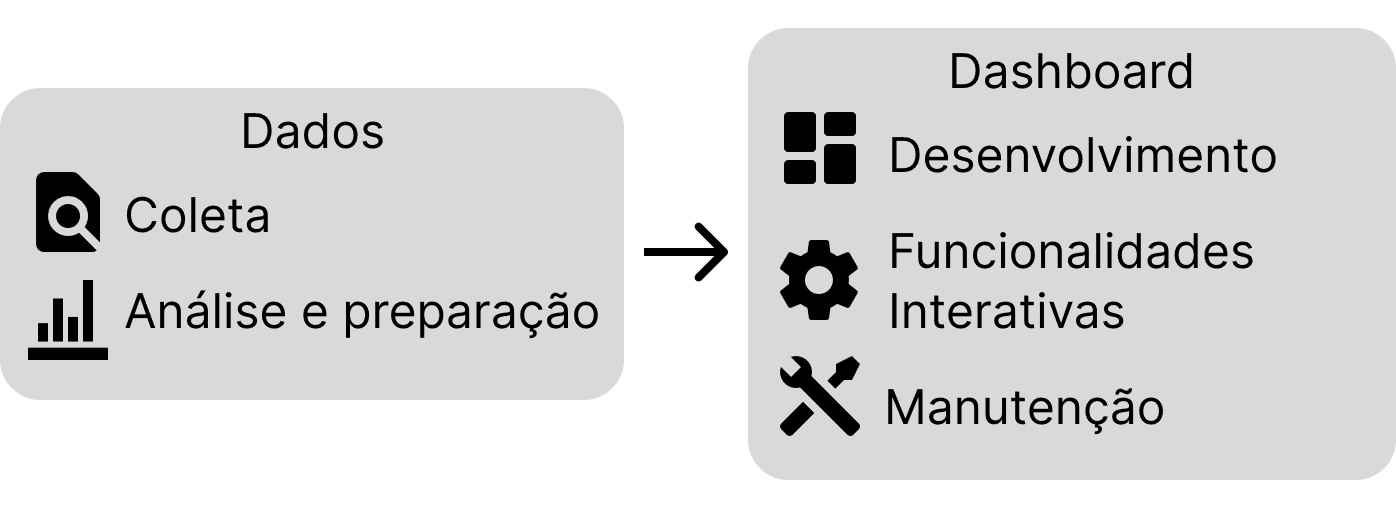 Dados
Coleta
Análise e preparação
Dashboard
Desenvolvimento
Funcionalidades
Interativas
Manutenção